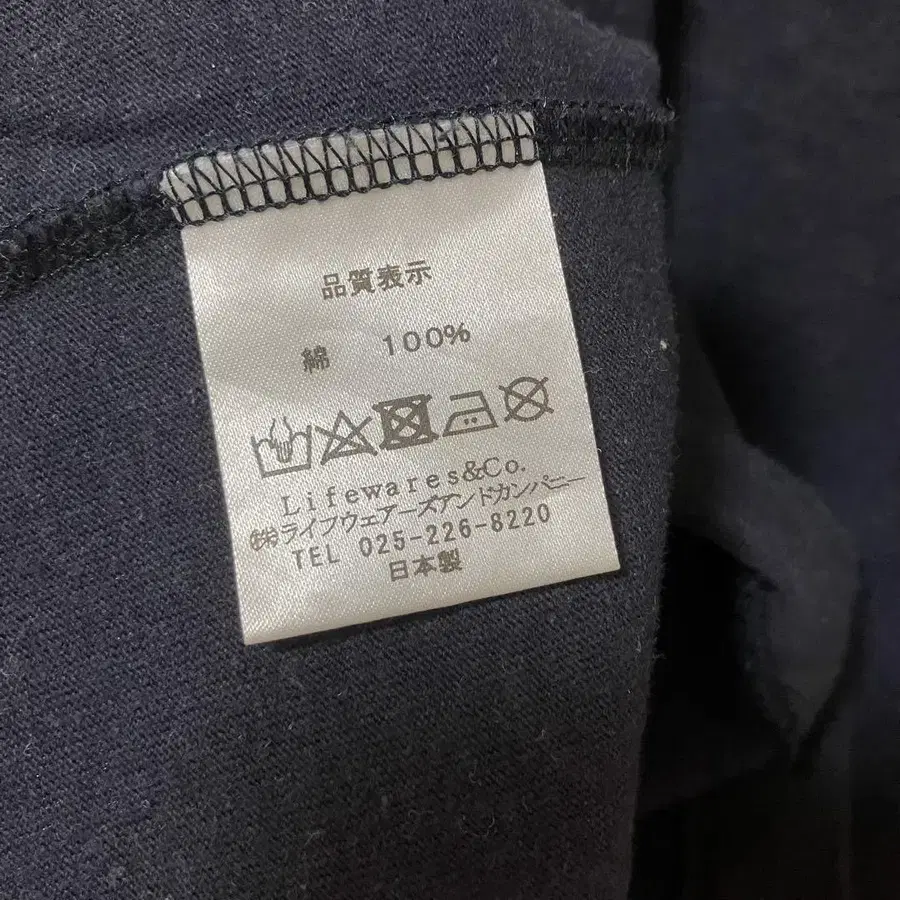 品質表示
綿 100%
Lifewares&Co.
㈱ライフウェアーズアンドカンパニー
TEL 025-226-8220
日本製